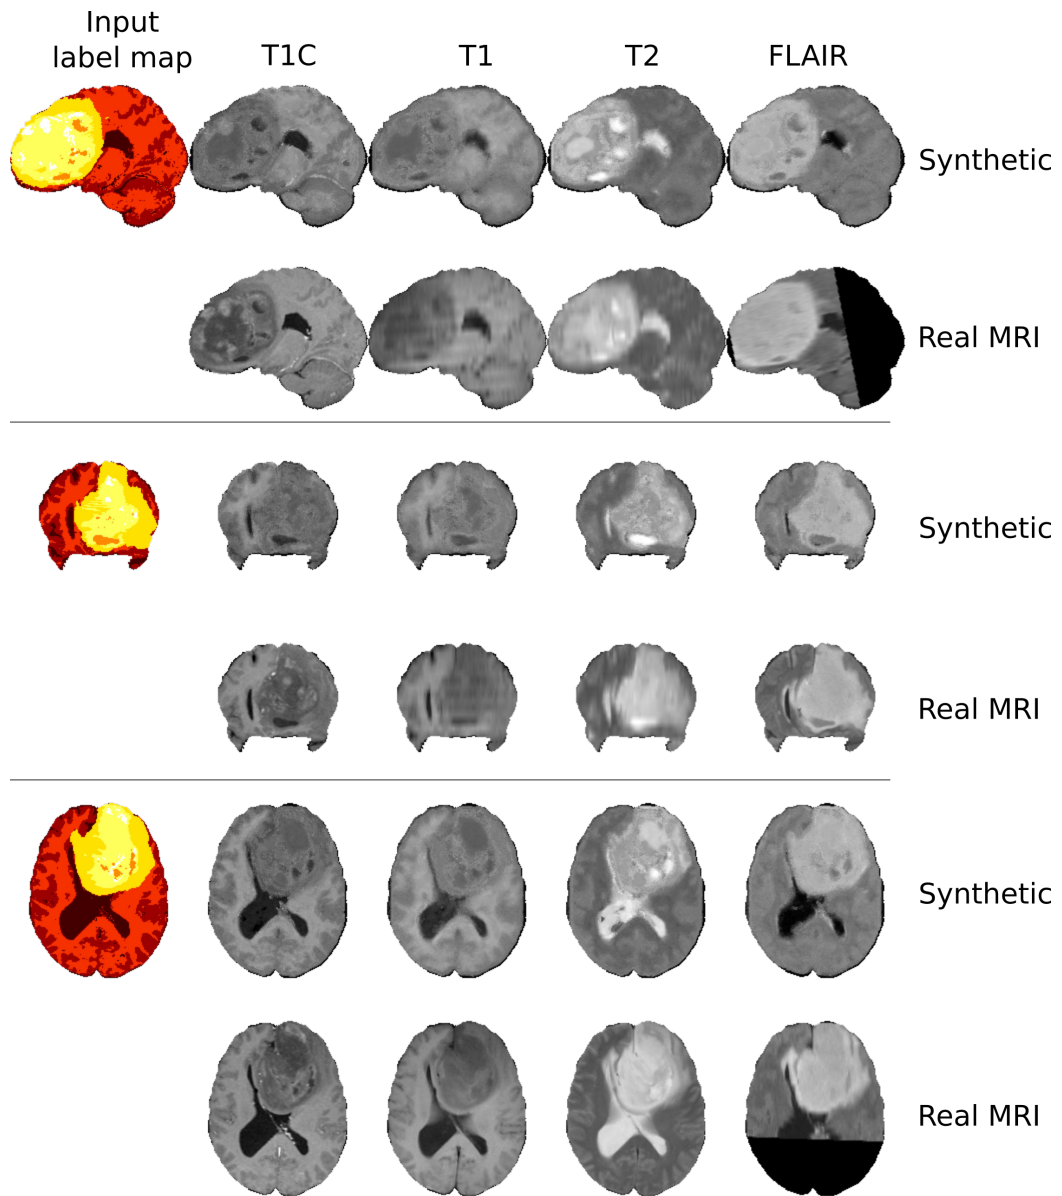 Input
label map
T1C
T1
T2
FLAIR
Synthetic
Real MRI
Synthetic
Real MRI
Synthetic
Real MRI